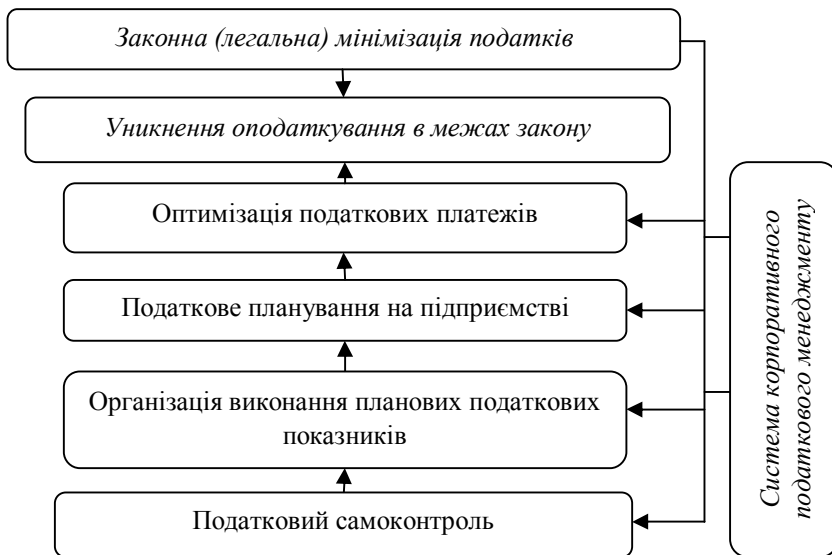 Законна (легальна) мінімізація податків
Уникнення оподаткування в межах закону
Оптимізація податкових платежів
Податкове планування на підприємстві
Організація виконання планових податкових
показників
Податковий самоконтроль
Система корпоративного
податкового менеджменту